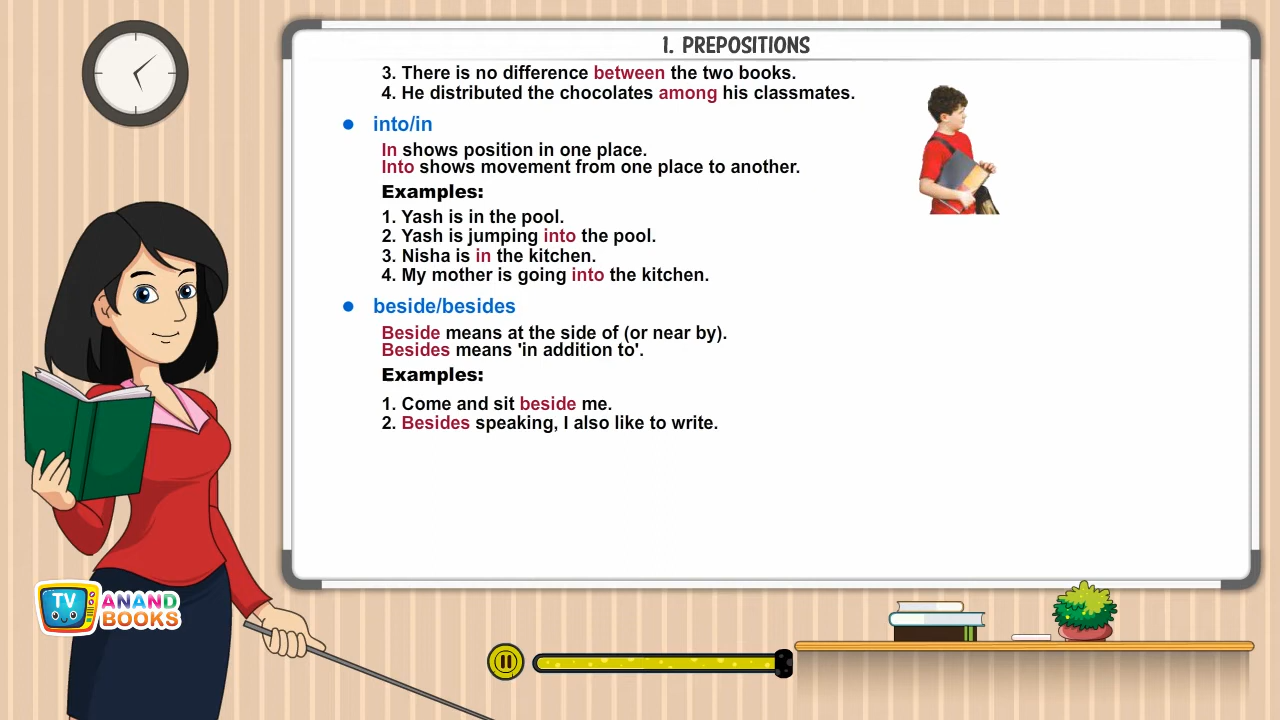 1. PREPOSITIONS
3. There is no difference between the two books.
4. He distributed the chocolates among his classmates.
into/in
In shows position in one place.
Into shows movement from one place to another.
Examples:
1. Yash is in the pool.
2. Yash is jumping into the pool.
3. Nisha is in the kitchen.
4. My mother is going into the kitchen.
beside/besides
Beside means at the side of (or near by).
Besides means 'in addition to'.
Examples:
1. Come and sit beside me.
2. Besides speaking, I also like to write.
TV
ANAND
BOOKS